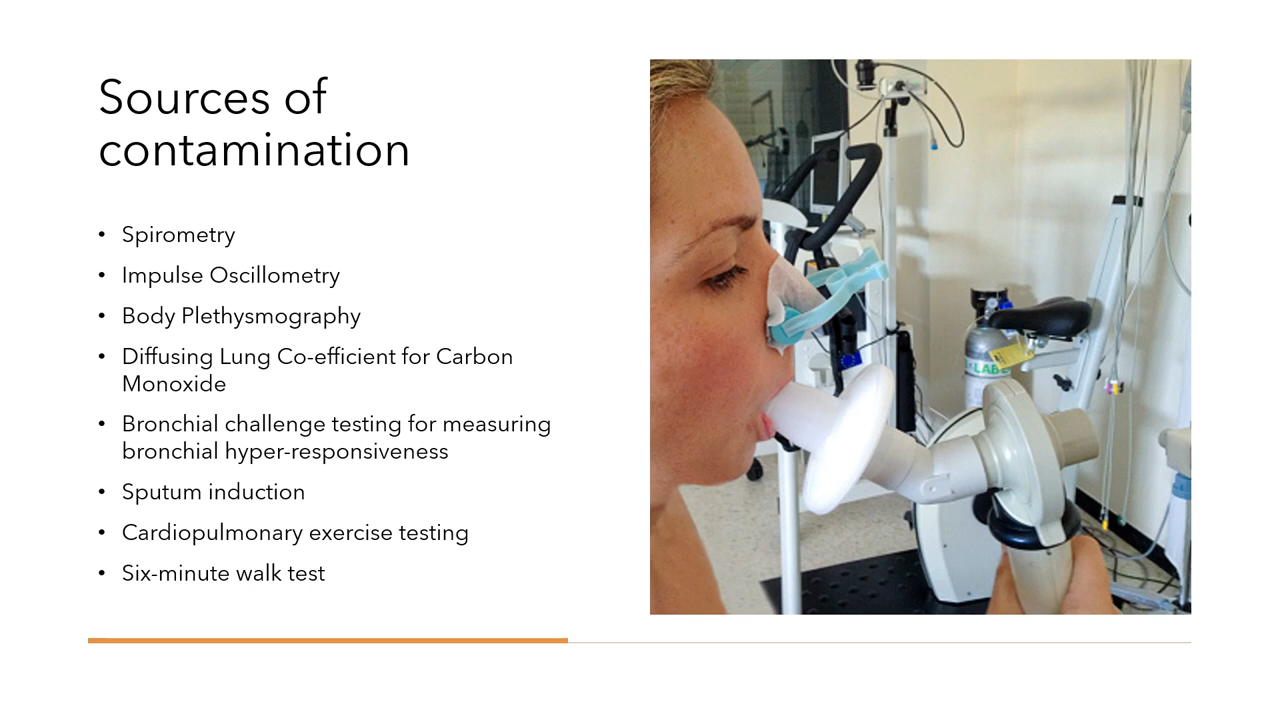 Sources of
contamination
• Spirometry
• Impulse Oscillometry
• Body Plethysmography
• Diffusing Lung Co-efficient for Carbon
Monoxide
• Bronchial challenge testing for measuring
bronchial hyper-responsiveness
• Sputum induction
• Cardiopulmonary exercise testing
• Six-minute walk test